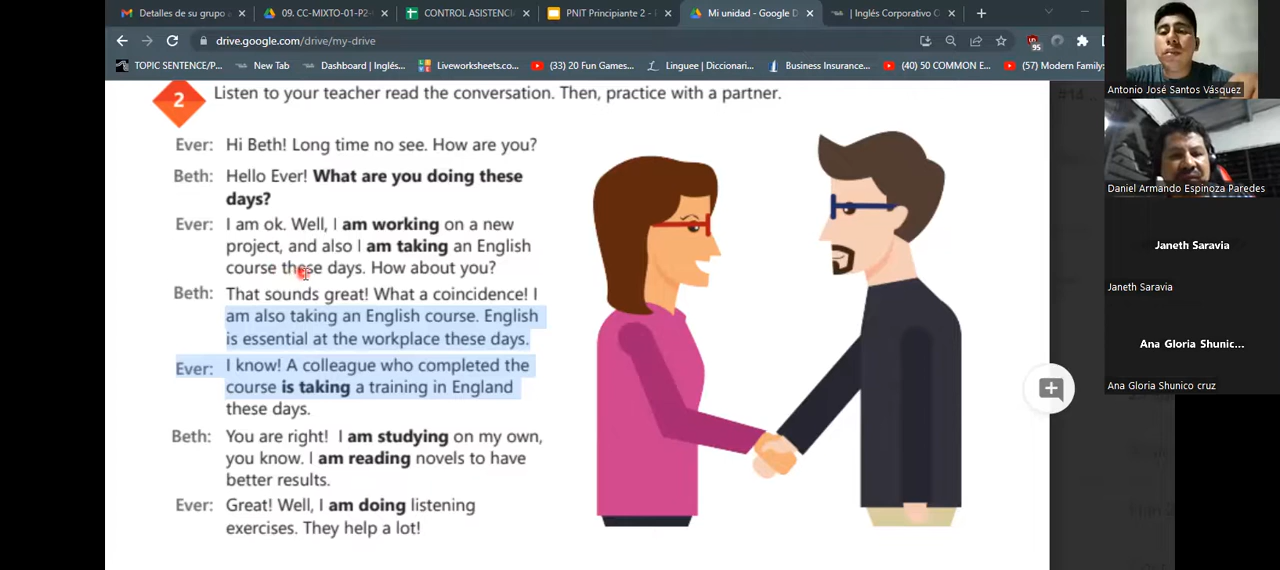 Detalles de su grupo
09. CC-MIXTO-01-P2-
CONTROL ASISTENCI
PNIT Principiante 2 -
Mi unidad - Google D
| Inglés Corporativo
drive.google.com/drive/my-drive
95
TOPIC SENTENCE/P...
New Tab
Dashboard | Inglés...
Liveworksheets.co...
(33) 20 Fun Games...
Linguee | Diccionari...
Business Insurance...
(40) 50 COMMON E...
(57) Modern Family:
2
Listen to your teacher read the conversation. Then, practice with a partner.
#14
Ever: Hi Beth! Long time no see. How are you?
Beth: Hello Ever! What are you doing these
days?
Ever: I am ok. Well, I am working on a new
project, and also I am taking an English
course these days. How about you?
Beth: That sounds great! What a coincidence! I
am also taking an English course. English
is essential at the workplace these days.
Ever: I know! A colleague who completed the
course is taking a training in England
these days.
Beth: You are right! I am studying on my own,
you know. I am reading novels to have
better results.
Ever: Great! Well, I am doing listening
exercises. They help a lot!
Antonio José Santos Vásquez
Daniel Armando Espinoza Paredes
Janeth Saravia
Janeth Saravia
Ana Gloria Shunic...
Ana Gloria Shunico cruz